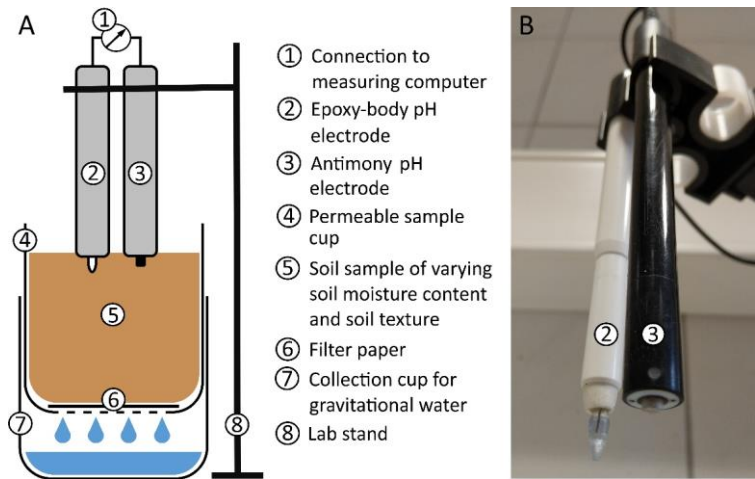 A
①
②
③
④
⑤
⑥
⑦
⑧
① Connection to
measuring computer
② Epoxy-body pH
electrode
③ Antimony pH
electrode
④ Permeable sample
cup
⑤ Soil sample of varying
soil moisture content
and soil texture
⑥ Filter paper
⑦ Collection cup for
gravitational water
⑧ Lab stand
B
②
③